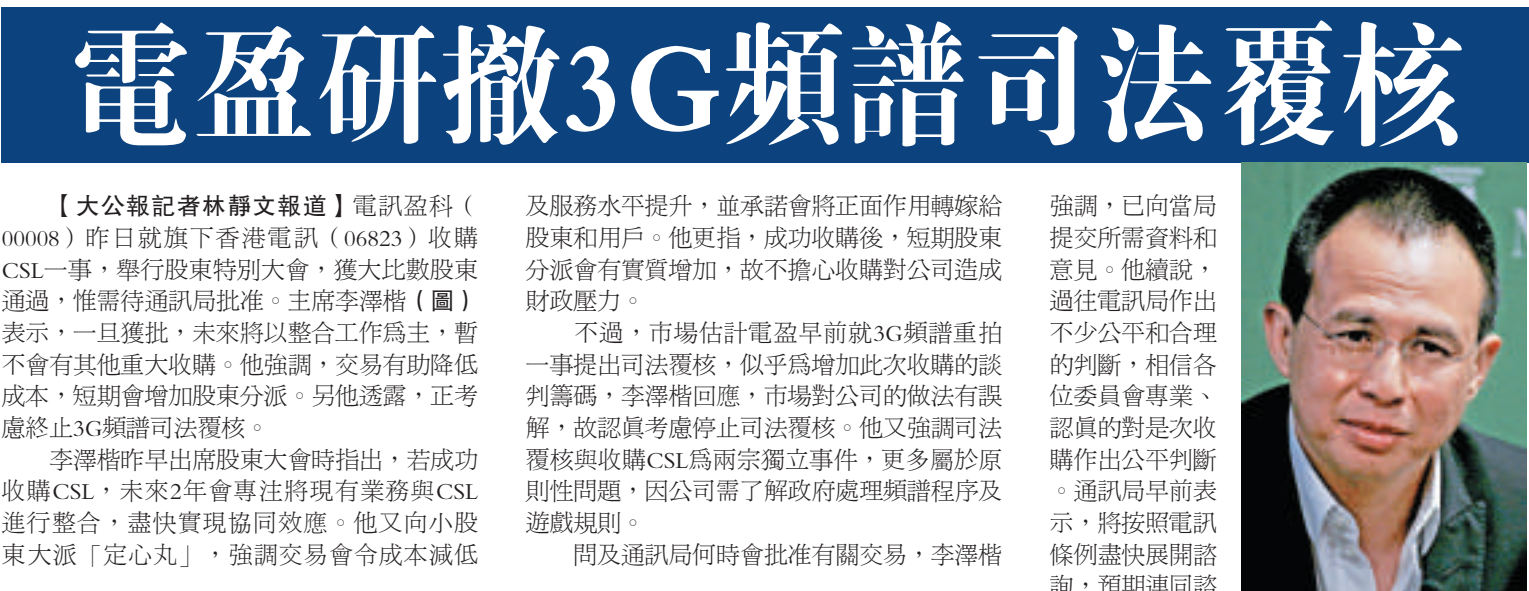 電盈研撤3G頻譜司法覆核
【大公報記者林靜文報道】電訊盈科（
00008）昨日就旗下香港電訊（06823）收購
CSL一事，舉行股東特別大會，獲大比數股東
通過，惟需待通訊局批准。主席李澤楷（圖）
表示，一旦獲批，未來將以整合工作爲主，暫
不會有其他重大收購。他強調，交易有助降低
成本，短期會增加股東分派。另他透露，正考
慮終止3G頻譜司法覆核。
李澤楷昨早出席股東大會時指出，若成功
收購CSL，未來2年會專注將現有業務與CSL
進行整合，盡快實現協同效應。他又向小股
東大派「定心丸」，強調交易會令成本減低
及服務水平提升，並承諾會將正面作用轉嫁給
股東和用戶。他更指，成功收購後，短期股東
分派會有實質增加，故不擔心收購對公司造成
財政壓力。
不過，市場估計電盈早前就3G頻譜重拍
一事提出司法覆核，似乎爲增加此次收購的談
判籌碼，李澤楷回應，市場對公司的做法有誤
解，故認眞考慮停止司法覆核。他又強調司法
覆核與收購CSL爲兩宗獨立事件，更多屬於原
則性問題，因公司需了解政府處理頻譜程序及
遊戲規則。
問及通訊局何時會批准有關交易，李澤楷
強調，已向當局
提交所需資料和
意見。他續說，
過往電訊局作出
不少公平和合理
的判斷，相信各
位委員會專業、
認眞的對是次收
購作出公平判斷
。通訊局早前表
示，將按照電訊
條例盡快展開諮
詢，預期連同諮